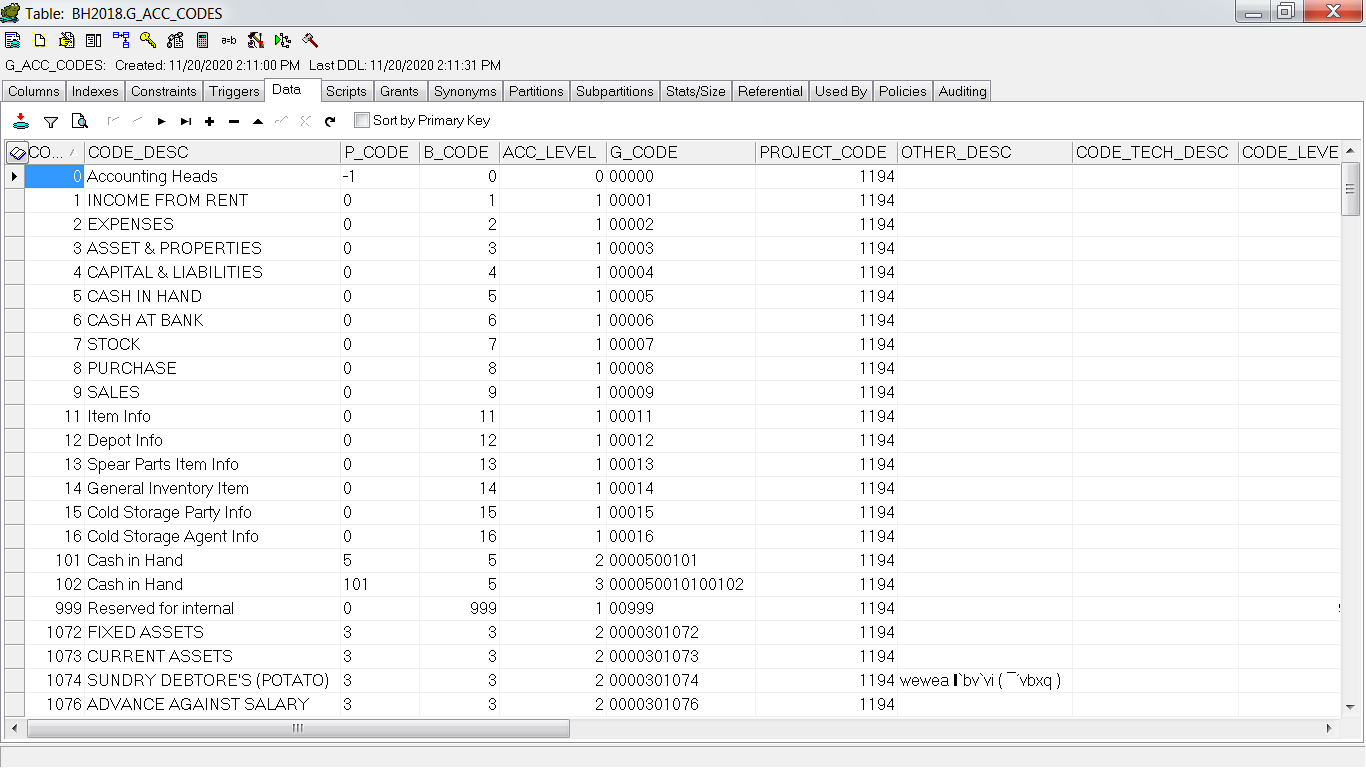 Table: BH2018.G_ACC_CODES
a=b
G_ACC_CODES: Created: 11/20/2020 2:11:00 PM Last DDL: 11/20/2020 2:11:31 PM
Columns Indexes Constraints Triggers Data Scripts Grants Synonyms Partitions Subpartitions Stats/Size Referential Used By Policies Auditing
Sort by Primary Key
CO... CODE_DESC P_CODE B_CODE ACC_LEVEL G_CODE PROJECT_CODE OTHER_DESC CODE_TECH_DESC CODE_LEVE
0 Accounting Heads -1 0 0 00000 1194
1 INCOME FROM RENT 0 1 1 00001 1194
2 EXPENSES 0 2 1 00002 1194
3 ASSET & PROPERTIES 0 3 1 00003 1194
4 CAPITAL & LIABILITIES 0 4 1 00004 1194
5 CASH IN HAND 0 5 1 00005 1194
6 CASH AT BANK 0 6 1 00006 1194
7 STOCK 0 7 1 00007 1194
8 PURCHASE 0 8 1 00008 1194
9 SALES 0 9 1 00009 1194
11 Item Info 0 11 1 00011 1194
12 Depot Info 0 12 1 00012 1194
13 Spear Parts Item Info 0 13 1 00013 1194
14 General Inventory Item 0 14 1 00014 1194
15 Cold Storage Party Info 0 15 1 00015 1194
16 Cold Storage Agent Info 0 16 1 00016 1194
101 Cash in Hand 5 5 2 0000500101 1194
102 Cash in Hand 101 5 3 000050010100102 1194
999 Reserved for internal 0 999 1 00999 1194
1072 FIXED ASSETS 3 3 2 0000301072 1194
1073 CURRENT ASSETS 3 3 2 0000301073 1194
1074 SUNDRY DEBTORE'S (POTATO) 3 3 2 0000301074 1194 wewea
1076 ADVANCE AGAINST SALARY 3 3 2 0000301076 1194